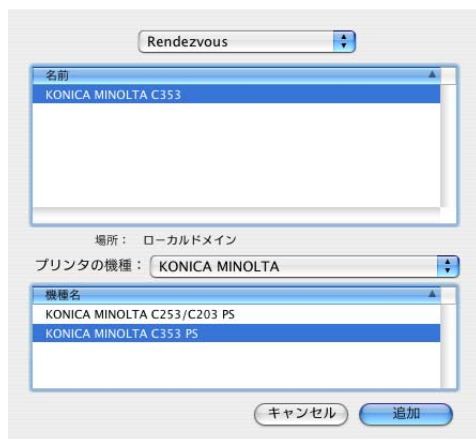 Rendezvous
名前
KONICA MINOLTA C353
場所： ローカルドメイン
プリンタの機種： KONICA MINOLTA
機種名
KONICA MINOLTA C253/C203 PS
KONICA MINOLTA C353 PS
キャンセル 追加